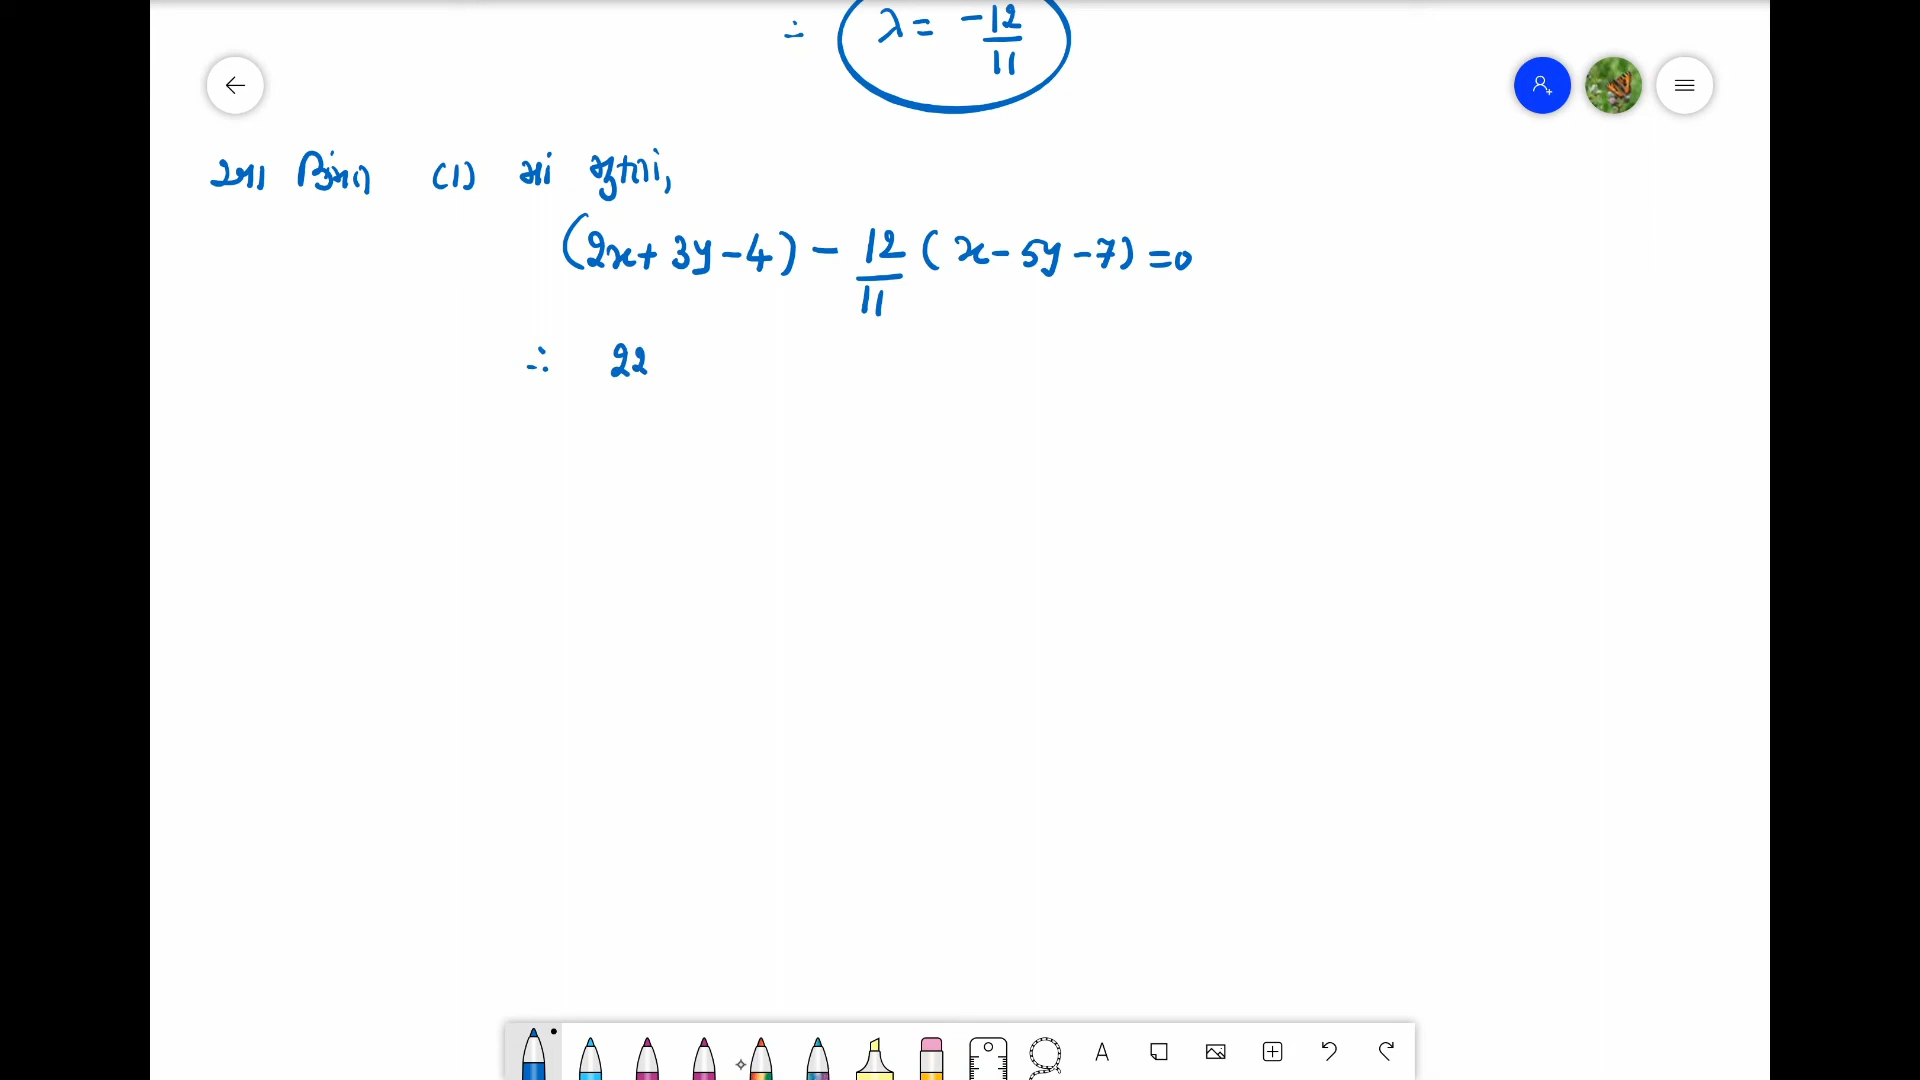 ∴ λ = -12/11
આ કિંમત (1) માં મુકતાં,
(2x + 3y - 4) - 12/11 (x - 5y - 7) = 0
∴ 22
A